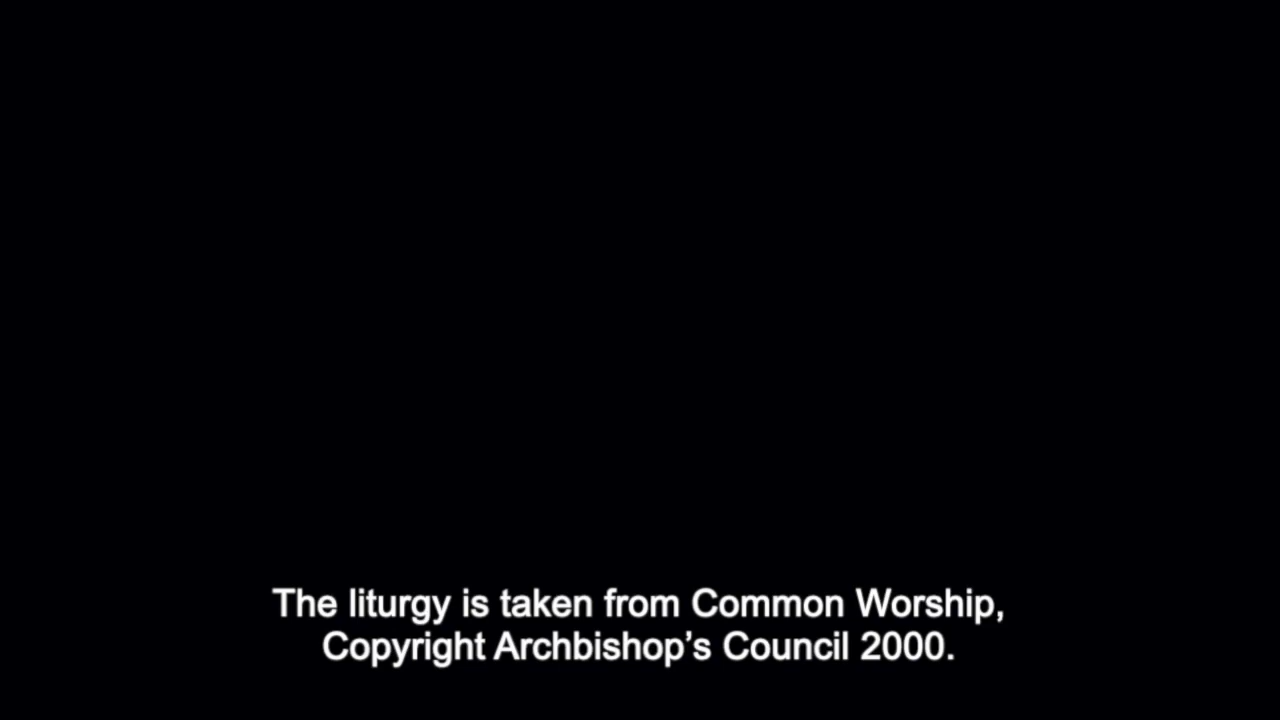 The liturgy is taken from Common Worship,
Copyright Archbishop’s Council 2000.